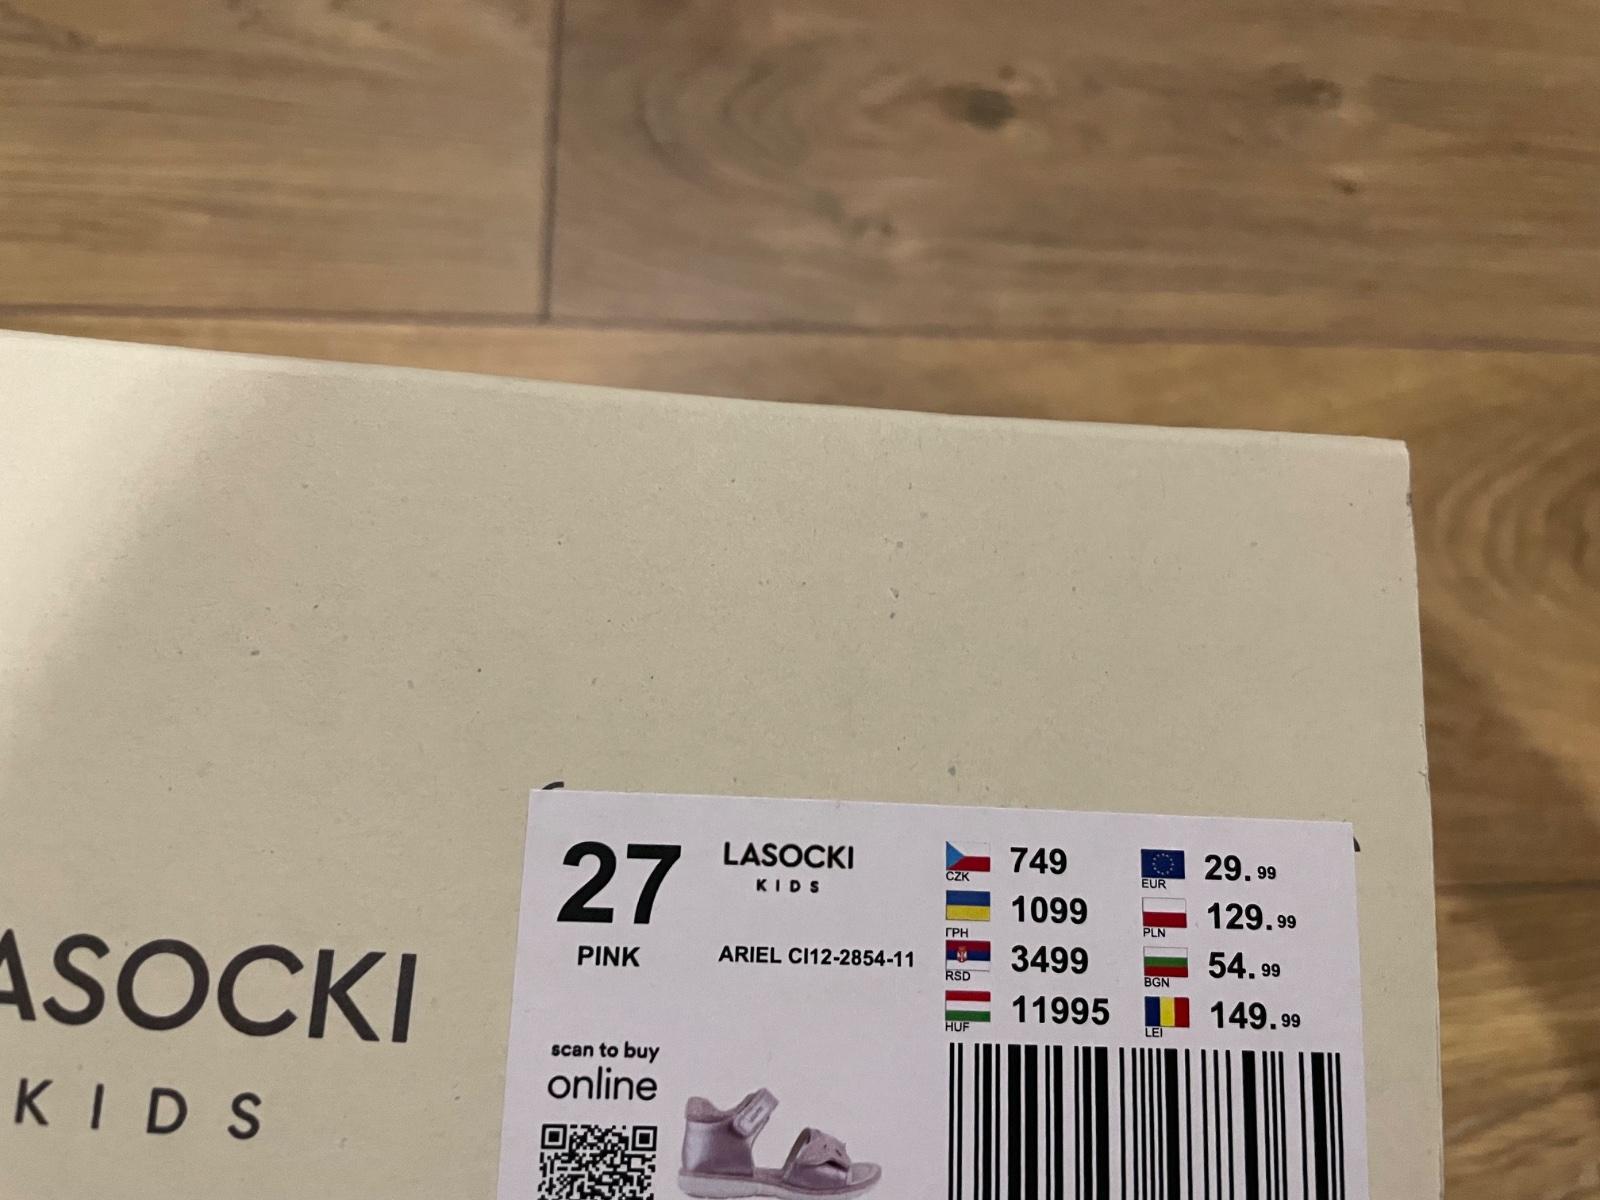 27
PINK
LASOCKI
KIDS
ARIEL CI12-2854-11
CZK 749
ГРН 1099
RSD 3499
HUF 11995
EUR 29.99
PLN 129.99
BGN 54.99
LEI 149.99
scan to buy
online
ASOCKI
KIDS